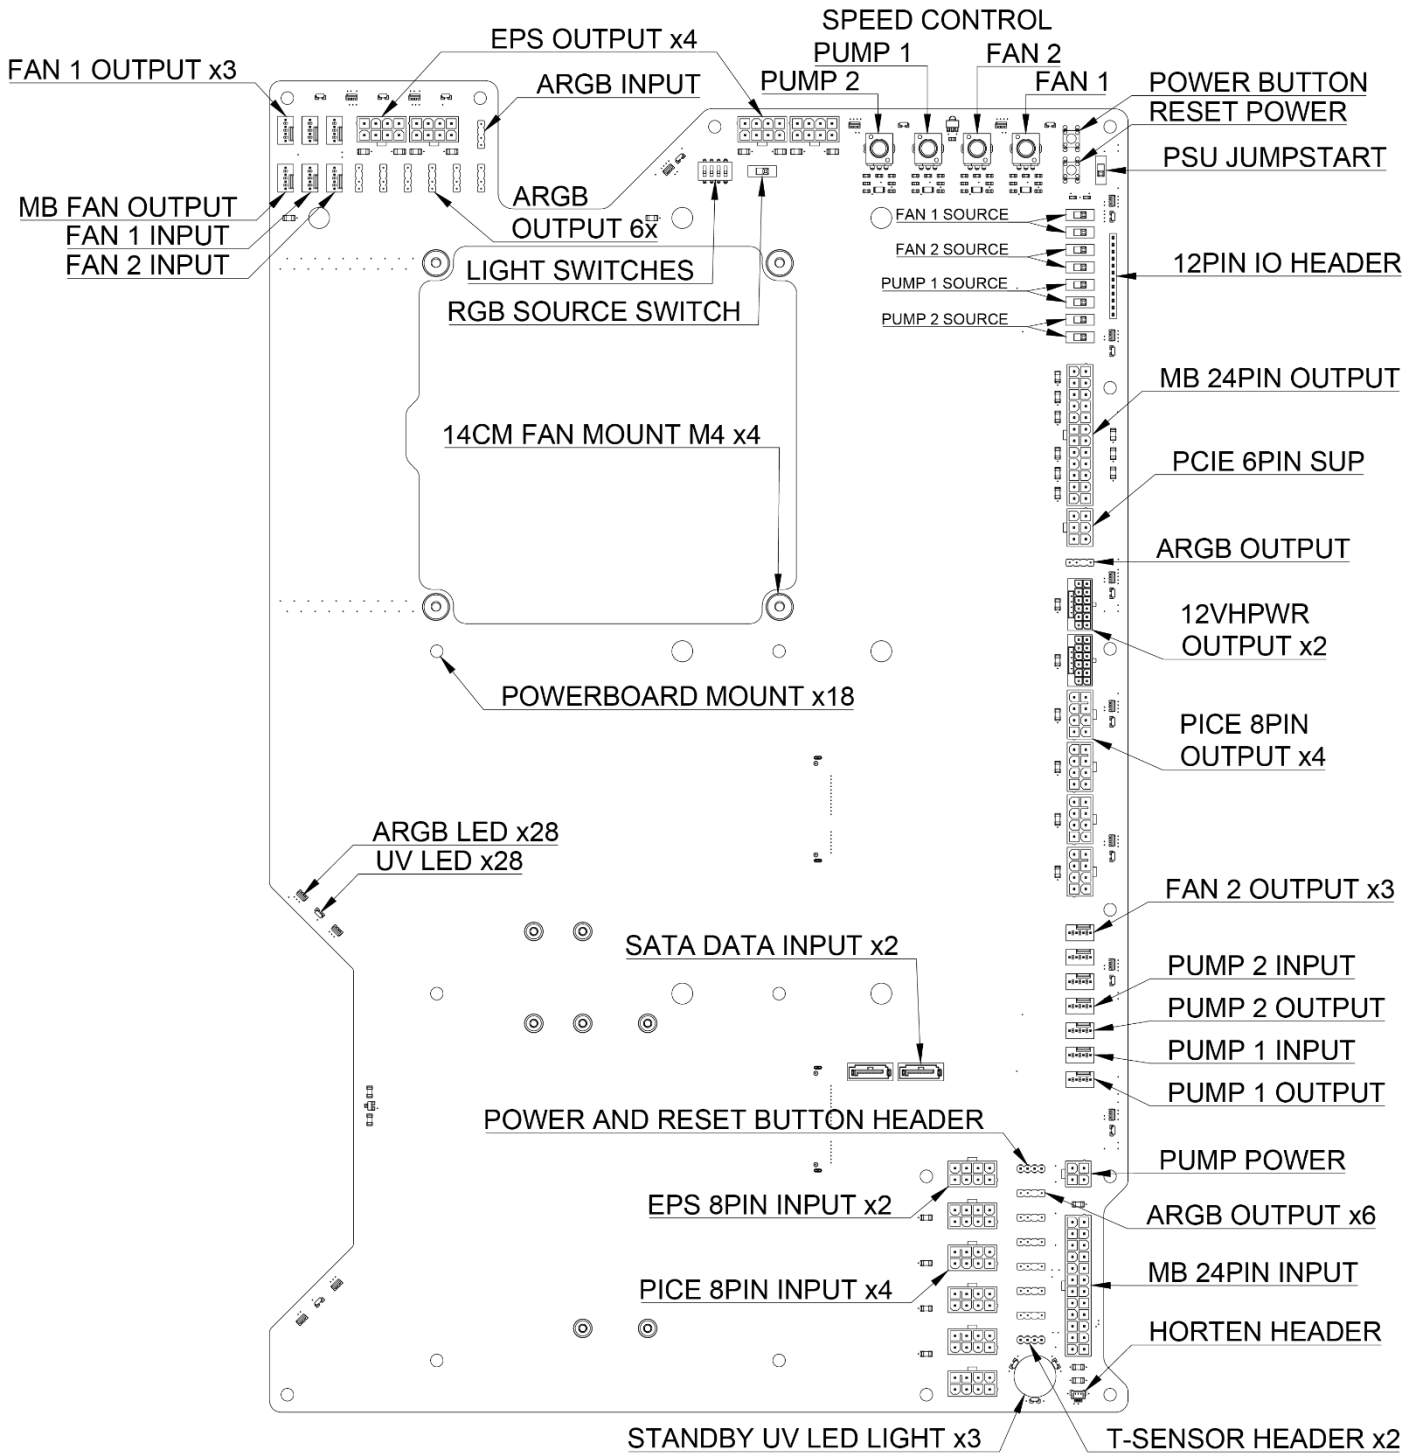 SPEED CONTROL
EPS OUTPUT x4
PUMP 1
FAN 2
FAN 1 OUTPUT x3
ARGB INPUT
PUMP 2
FAN 1
POWER BUTTON
RESET POWER
PSU JUMPSTART
MB FAN OUTPUT
ARGB
OUTPUT 6x
FAN 1 INPUT
FAN 2 INPUT
FAN 1 SOURCE
FAN 2 SOURCE
PUMP 1 SOURCE
PUMP 2 SOURCE
LIGHT SWITCHES
12PIN IO HEADER
RGB SOURCE SWITCH
MB 24PIN OUTPUT
14CM FAN MOUNT M4 x4
PCIE 6PIN SUP
ARGB OUTPUT
12VHPWR
OUTPUT x2
POWERBOARD MOUNT x18
PICE 8PIN
OUTPUT x4
ARGB LED x28
UV LED x28
FAN 2 OUTPUT x3
SATA DATA INPUT x2
PUMP 2 INPUT
PUMP 2 OUTPUT
PUMP 1 INPUT
PUMP 1 OUTPUT
POWER AND RESET BUTTON HEADER
PUMP POWER
EPS 8PIN INPUT x2
ARGB OUTPUT x6
PICE 8PIN INPUT x4
MB 24PIN INPUT
HORTEN HEADER
STANDBY UV LED LIGHT x3
T-SENSOR HEADER x2